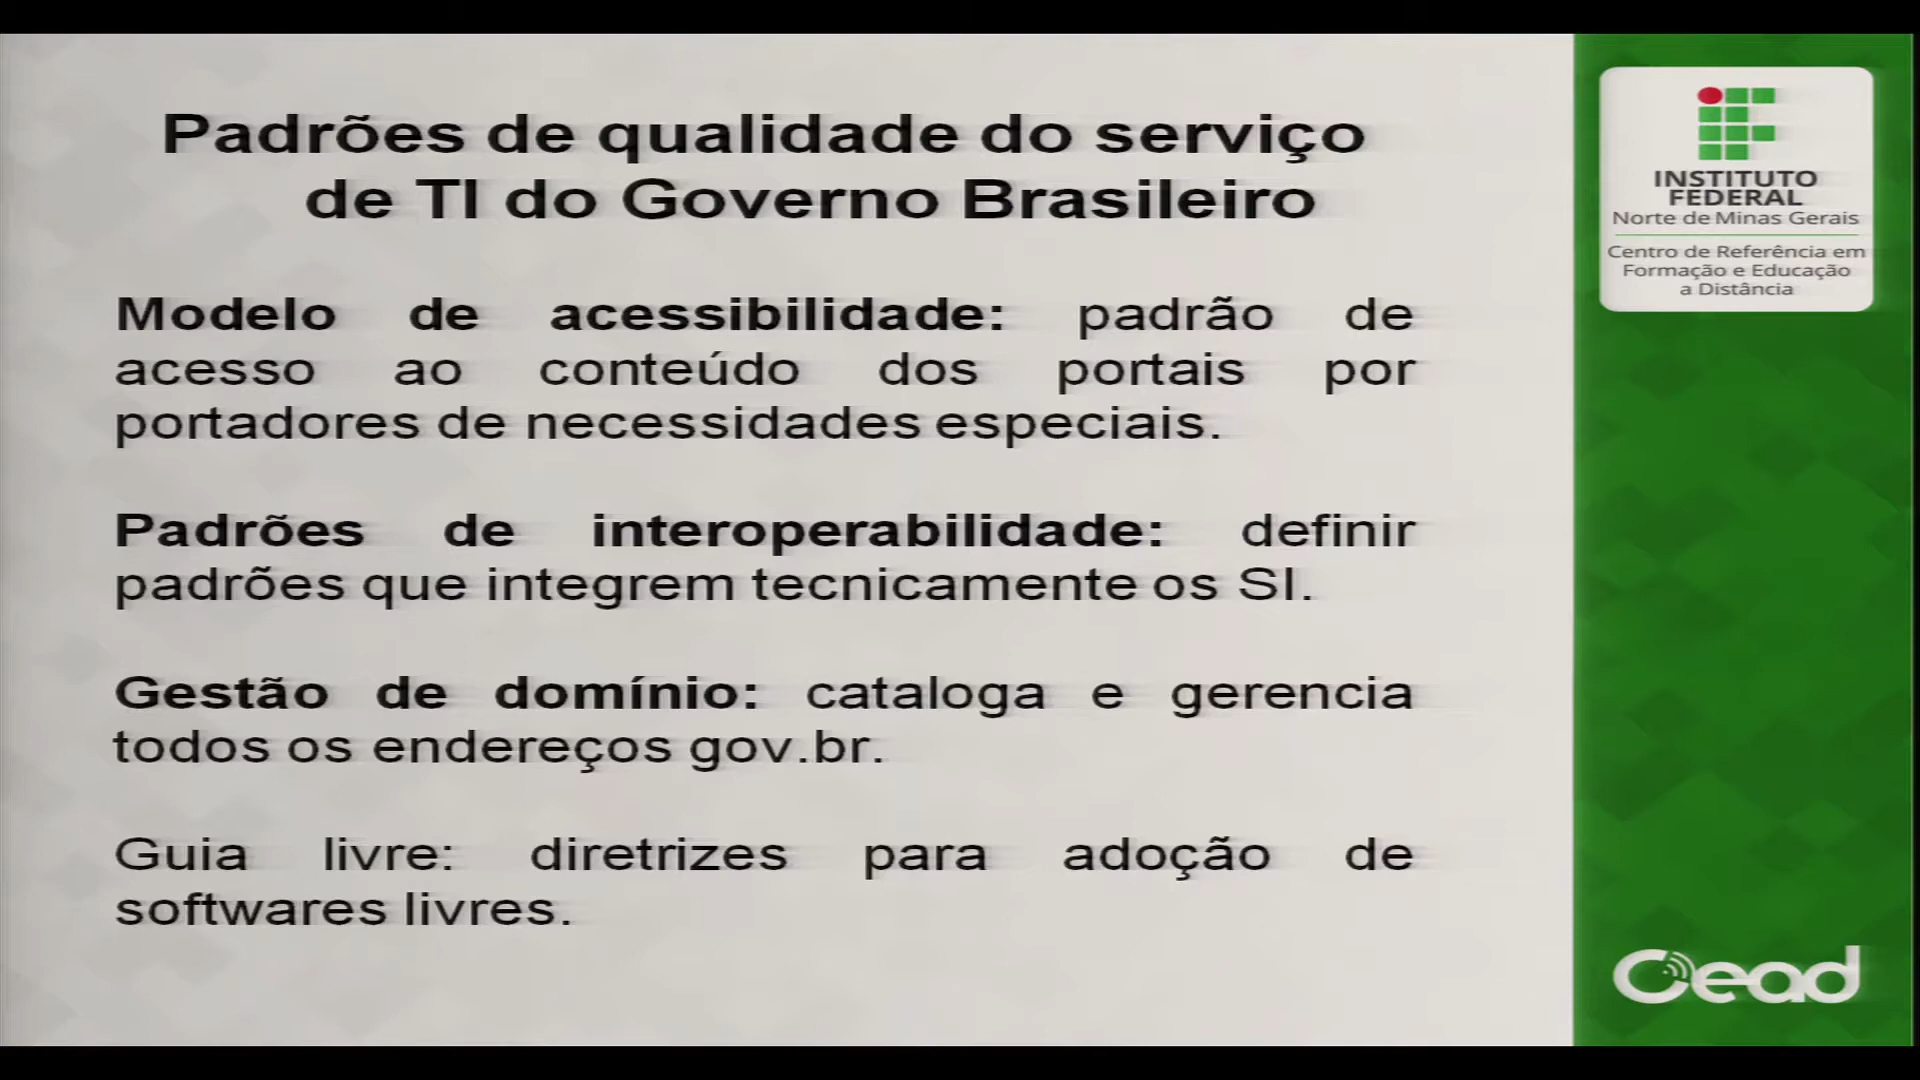 Padrões de qualidade do serviço
de TI do Governo Brasileiro
Modelo de acessibilidade: padrão de
acesso ao conteúdo dos portais por
portadores de necessidades especiais.
Padrões de interoperabilidade: definir
padrões que integrem tecnicamente os SI.
Gestão de domínio: cataloga e gerencia
todos os endereços gov.br.
Guia livre: diretrizes para adoção de
softwares livres.
INSTITUTO
FEDERAL
Norte de Minas Gerais
Centro de Referência em
Formação e Educação
a Distância
Cead